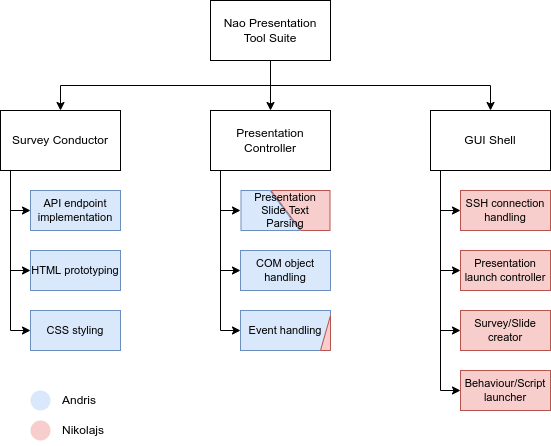 Nao Presentation
Tool Suite
Survey Conductor
Presentation
Controller
GUI Shell
API endpoint
implementation
Presentation
Slide Text
Parsing
SSH connection
handling
HTML prototyping
COM object
handling
Presentation
launch controller
CSS styling
Event handling
Survey/Slide
creator
Behaviour/Script
launcher
Andris
Nikolajs